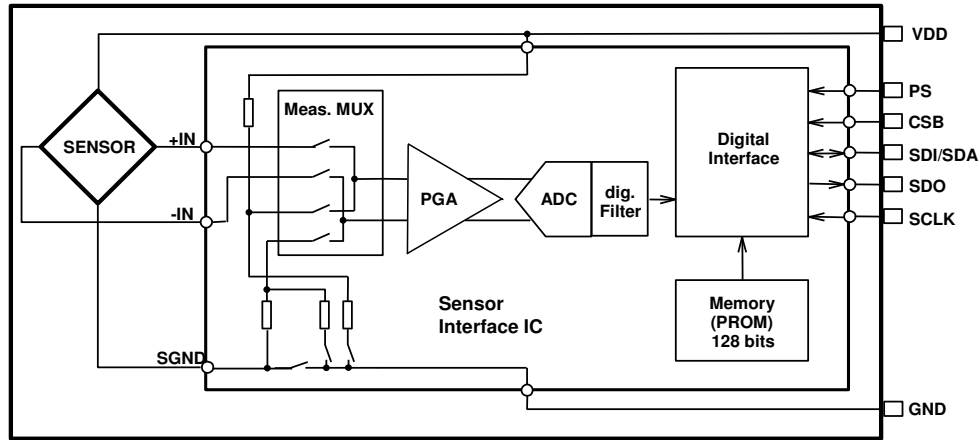 VDD
PS
CSB
SDI/SDA
SDO
SCLK
GND
SENSOR
+IN
-IN
SGND
Meas. MUX
PGA
ADC
dig.
Filter
Digital
Interface
Memory
(PROM)
128 bits
Sensor
Interface IC